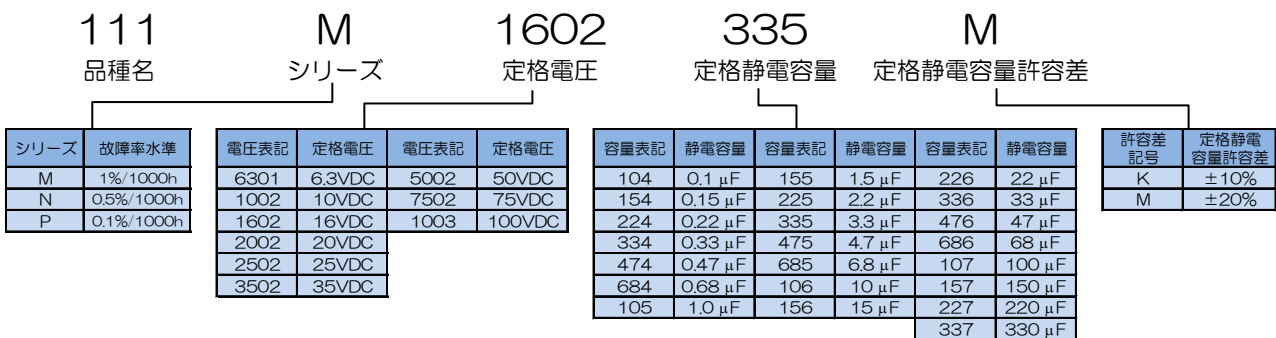 111 M 1602 335 M
品種名 シリーズ 定格電圧 定格静電容量 定格静電容量許容差
シリーズ 故障率水準
M 1%/1000h
N 0.5%/1000h
P 0.1%/1000h
電圧表記 定格電圧 電圧表記 定格電圧
6301 6.3VDC 5002 50VDC
1002 10VDC 7502 75VDC
1602 16VDC 1003 100VDC
2002 20VDC
2502 25VDC
3502 35VDC
容量表記 静電容量 容量表記 静電容量 容量表記 静電容量
104 0.1 μF 155 1.5 μF 226 22 μF
154 0.15 μF 225 2.2 μF 336 33 μF
224 0.22 μF 335 3.3 μF 476 47 μF
334 0.33 μF 475 4.7 μF 686 68 μF
474 0.47 μF 685 6.8 μF 107 100 μF
684 0.68 μF 106 10 μF 157 150 μF
105 1.0 μF 156 15 μF 227 220 μF
337 330 μF
許容差 定格静電
記号 容量許容差
K ±10%
M ±20%